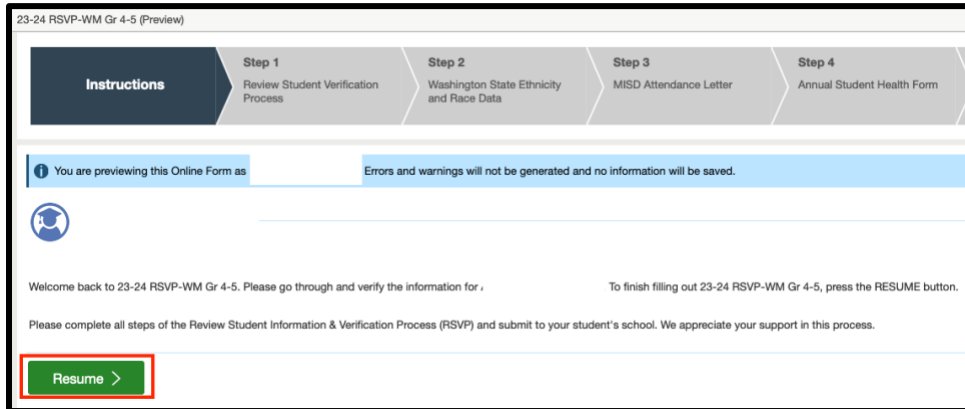 23-24 RSVP-WM Gr 4-5 (Preview)
Instructions
Step 1
Review Student Verification
Process
Step 2
Washington State Ethnicity
and Race Data
Step 3
MISD Attendance Letter
Step 4
Annual Student Health Form
You are previewing this Online Form as Errors and warnings will not be generated and no information will be saved.
Welcome back to 23-24 RSVP-WM Gr 4-5. Please go through and verify the information for To finish filling out 23-24 RSVP-WM Gr 4-5, press the RESUME button.
Please complete all steps of the Review Student Information & Verification Process (RSVP) and submit to your student's school. We appreciate your support in this process.
Resume